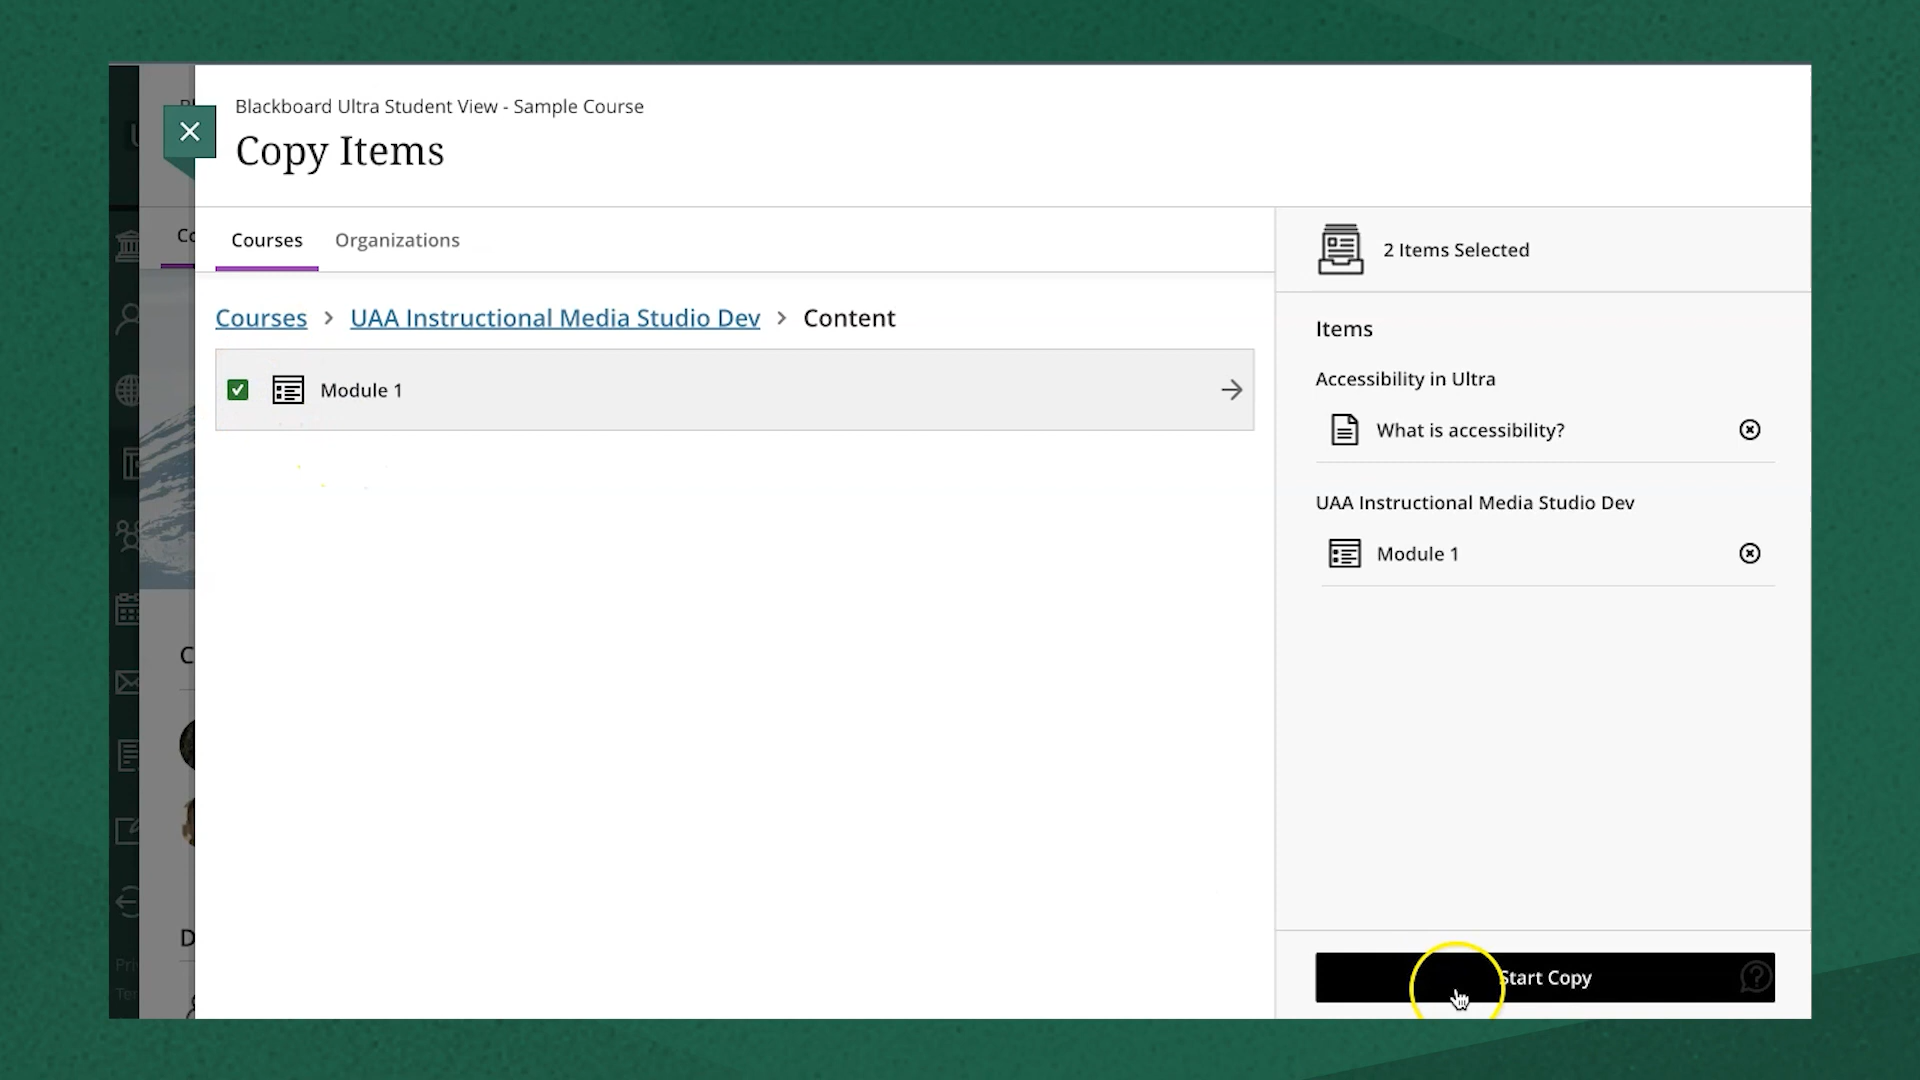 Blackboard Ultra Student View - Sample Course
Copy Items
Courses
Organizations
2 Items Selected
Courses > UAA Instructional Media Studio Dev > Content
Module 1
Items
Accessibility in Ultra
What is accessibility?
UAA Instructional Media Studio Dev
Module 1
Start Copy